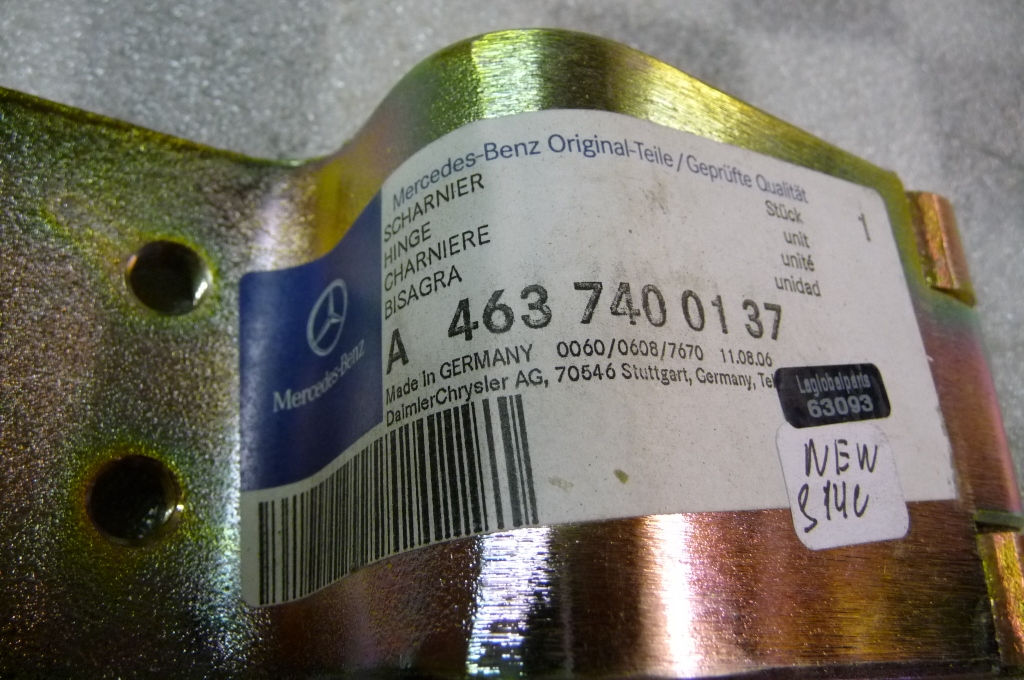 Mercedes-Benz Original-Teile/Geprüfte Qualität
SCHARNIER
HINGE
CHARNIERE
BISAGRA
Stück
unit
unité
unidad
1
A 463 740 01 37
Made In GERMANY 0060/0608/7670 11.08.06
DaimlerChrysler AG, 70546 Stuttgart, Germany,
Mercedes-Benz
Laglobalparts
63093
NEW